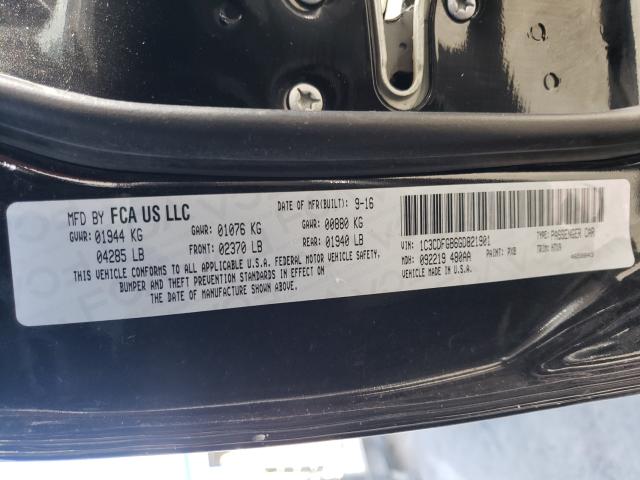 MFD BY FCA US LLC
DATE OF MFR(BUILT): 9-16
GVWR: 01944 KG
GAWR: 01076 KG
GAWR: 00880 KG
04285 LB
FRONT: 02370 LB
REAR: 01940 LB
THIS VEHICLE CONFORMS TO ALL APPLICABLE U.S.A. FEDERAL MOTOR VEHICLE SAFETY,
BUMPER AND THEFT PREVENTION STANDARDS IN EFFECT ON
THE DATE OF MANUFACTURE SHOWN ABOVE.
VIN: 1C3CDFGB6GD821901
TYPE: PASSENGER CAR
MDH: 092219 480AA
PAINT: PXB
TRIM:
MADE IN U.S.A.